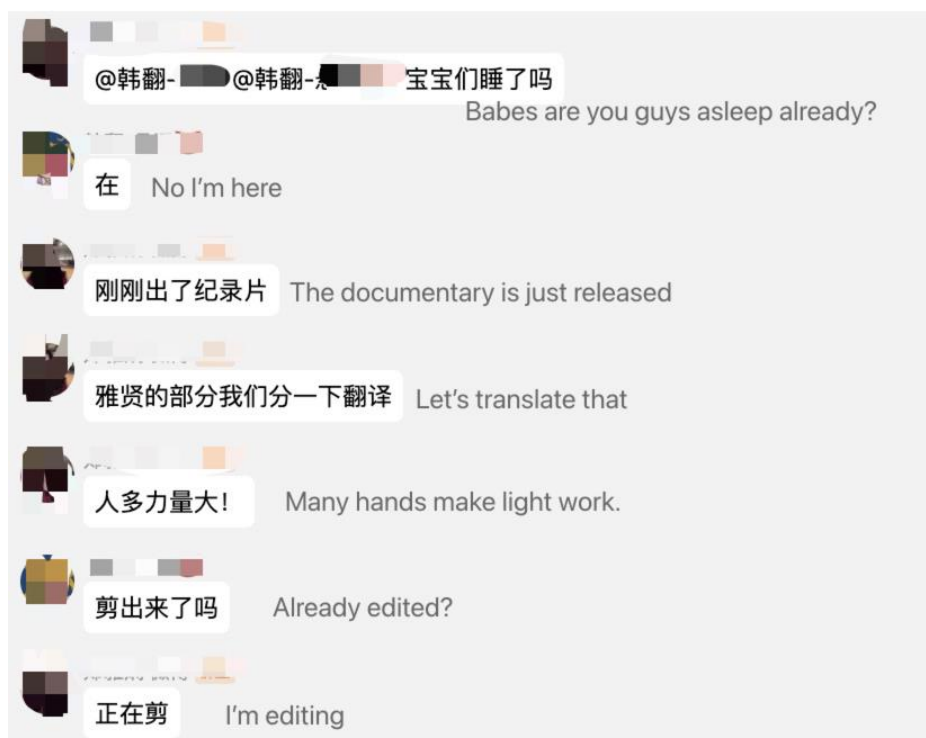 @韩翻- @韩翻- 宝宝们睡了吗
Babes are you guys asleep already?
在 No I'm here
刚刚出了纪录片 The documentary is just released
雅贤的部分我们分一下翻译 Let's translate that
人多力量大! Many hands make light work.
剪出来了吗 Already edited?
正在剪 I'm editing